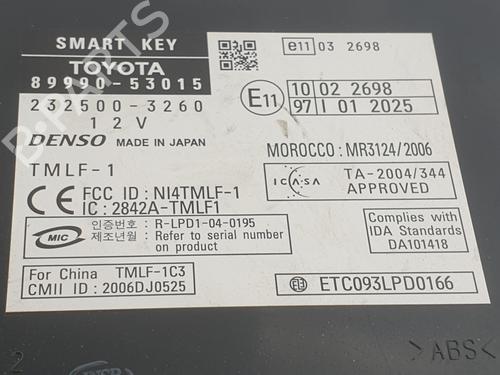 SMART KEY
TOYOTA
89990-53015
232500-3260
12V
DENSO MADE IN JAPAN
TMLF-1
CE FCC ID : NI4TMLF-1
IC : 2842A-TMLF1
MIC 인증번호 : R-LPD1-04-0195
제조년월 : Refer to serial number
on product
For China TMLF-1C3
CMII ID : 2006DJ0525
e11 03 2698
E11 10 02 2698
97 I 01 2025
MOROCCO : MR3124/2006
ICASA TA-2004/344
APPROVED
Complies with
IDA Standards
DA101418
ETC093LPD0166
>ABS<
2
B-PARTS